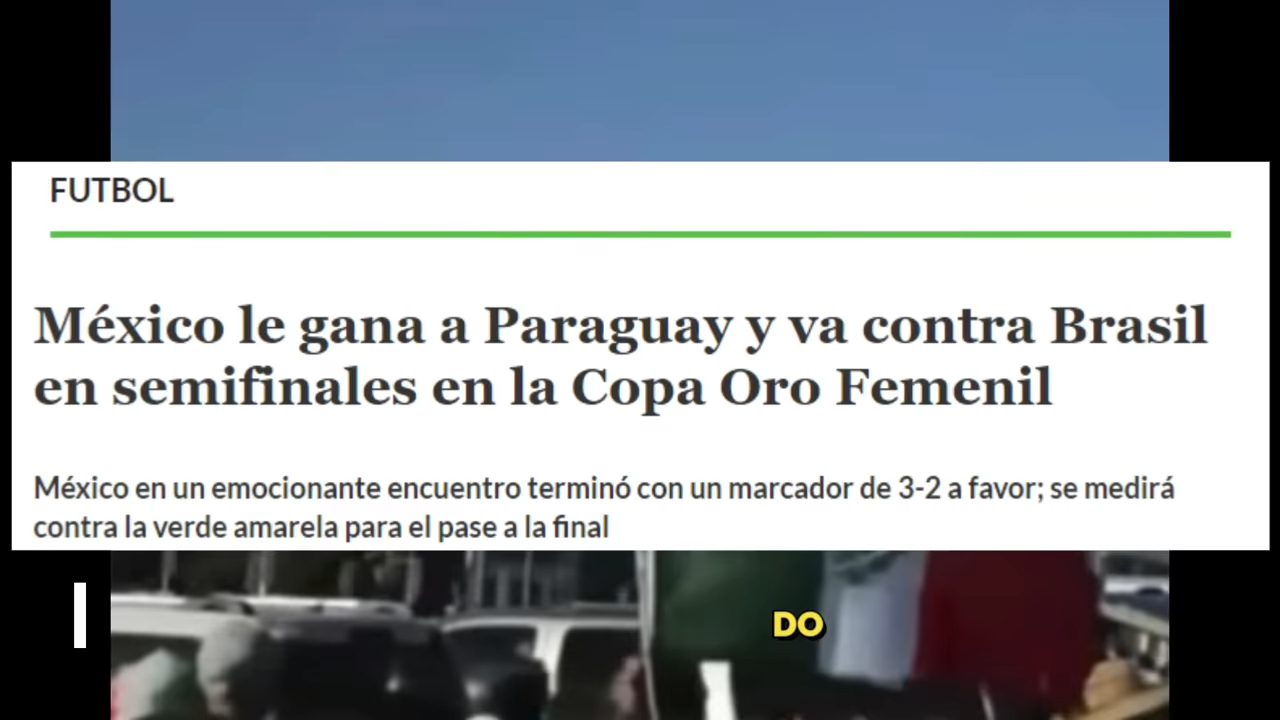 FUTBOL
México le gana a Paraguay y va contra Brasil
en semifinales en la Copa Oro Femenil
México en un emocionante encuentro terminó con un marcador de 3-2 a favor; se medirá
contra la verde amarela para el pase a la final
DO